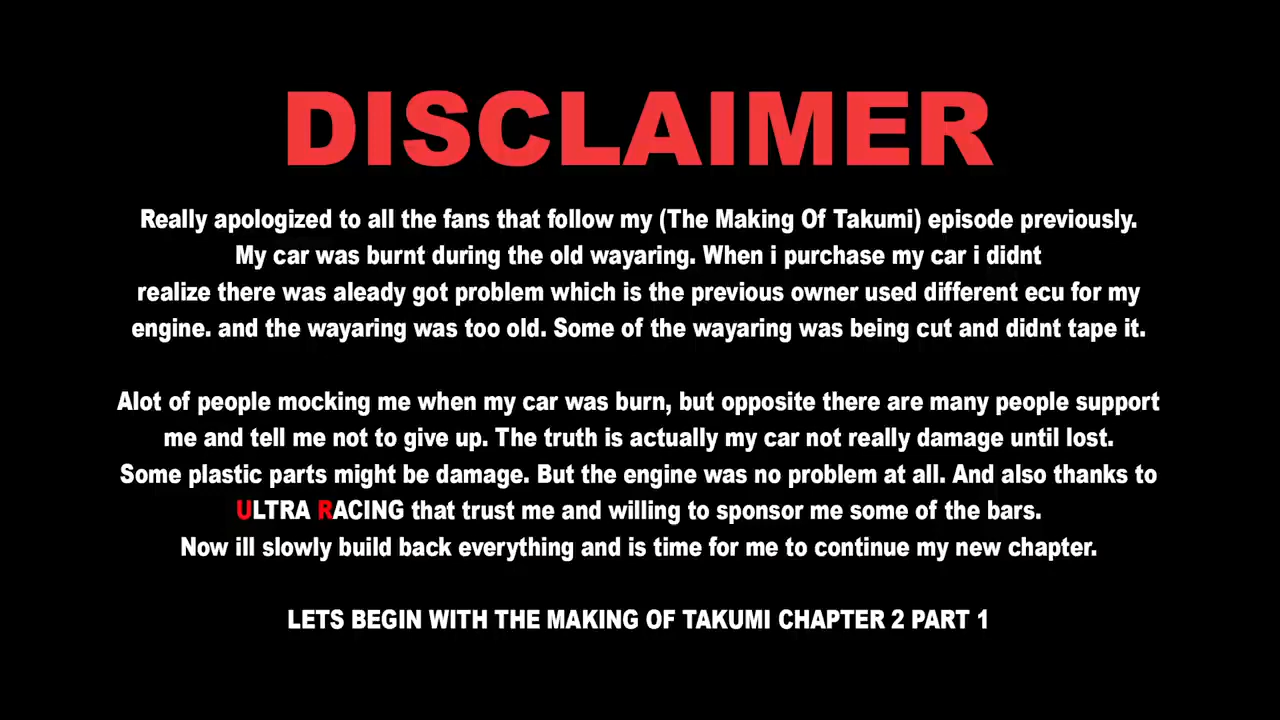 DISCLAIMER
Really apologized to all the fans that follow my (The Making Of Takumi) episode previously.
My car was burnt during the old wayaring. When i purchase my car i didnt
realize there was aleady got problem which is the previous owner used different ecu for my
engine. and the wayaring was too old. Some of the wayaring was being cut and didnt tape it.
Alot of people mocking me when my car was burn, but opposite there are many people support
me and tell me not to give up. The truth is actually my car not really damage until lost.
Some plastic parts might be damage. But the engine was no problem at all. And also thanks to
ULTRA RACING that trust me and willing to sponsor me some of the bars.
Now ill slowly build back everything and is time for me to continue my new chapter.
LETS BEGIN WITH THE MAKING OF TAKUMI CHAPTER 2 PART 1